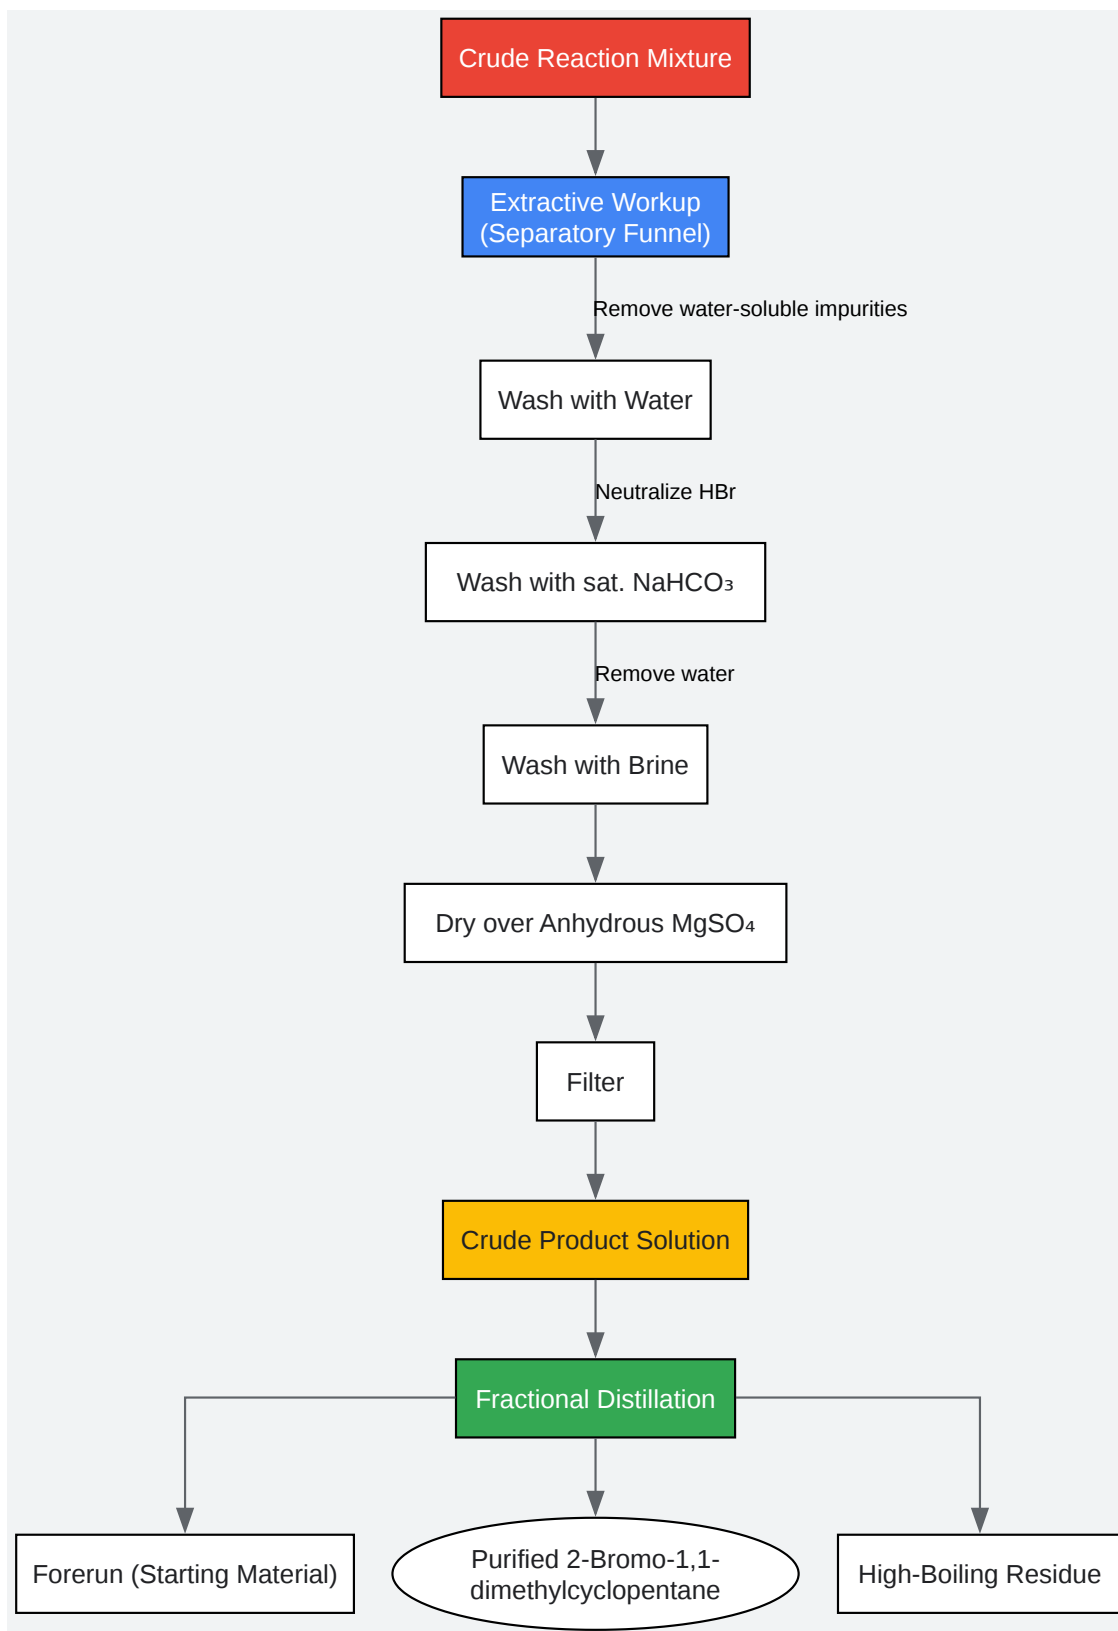 Crude Reaction Mixture
Extractive Workup
(Separatory Funnel)
Remove water-soluble impurities
Wash with Water
Neutralize HBr
Wash with sat. NaHCO₃
Remove water
Wash with Brine
Dry over Anhydrous MgSO₄
Filter
Crude Product Solution
Fractional Distillation
Forerun (Starting Material)
Purified 2-Bromo-1,1-
dimethylcyclopentane
High-Boiling Residue